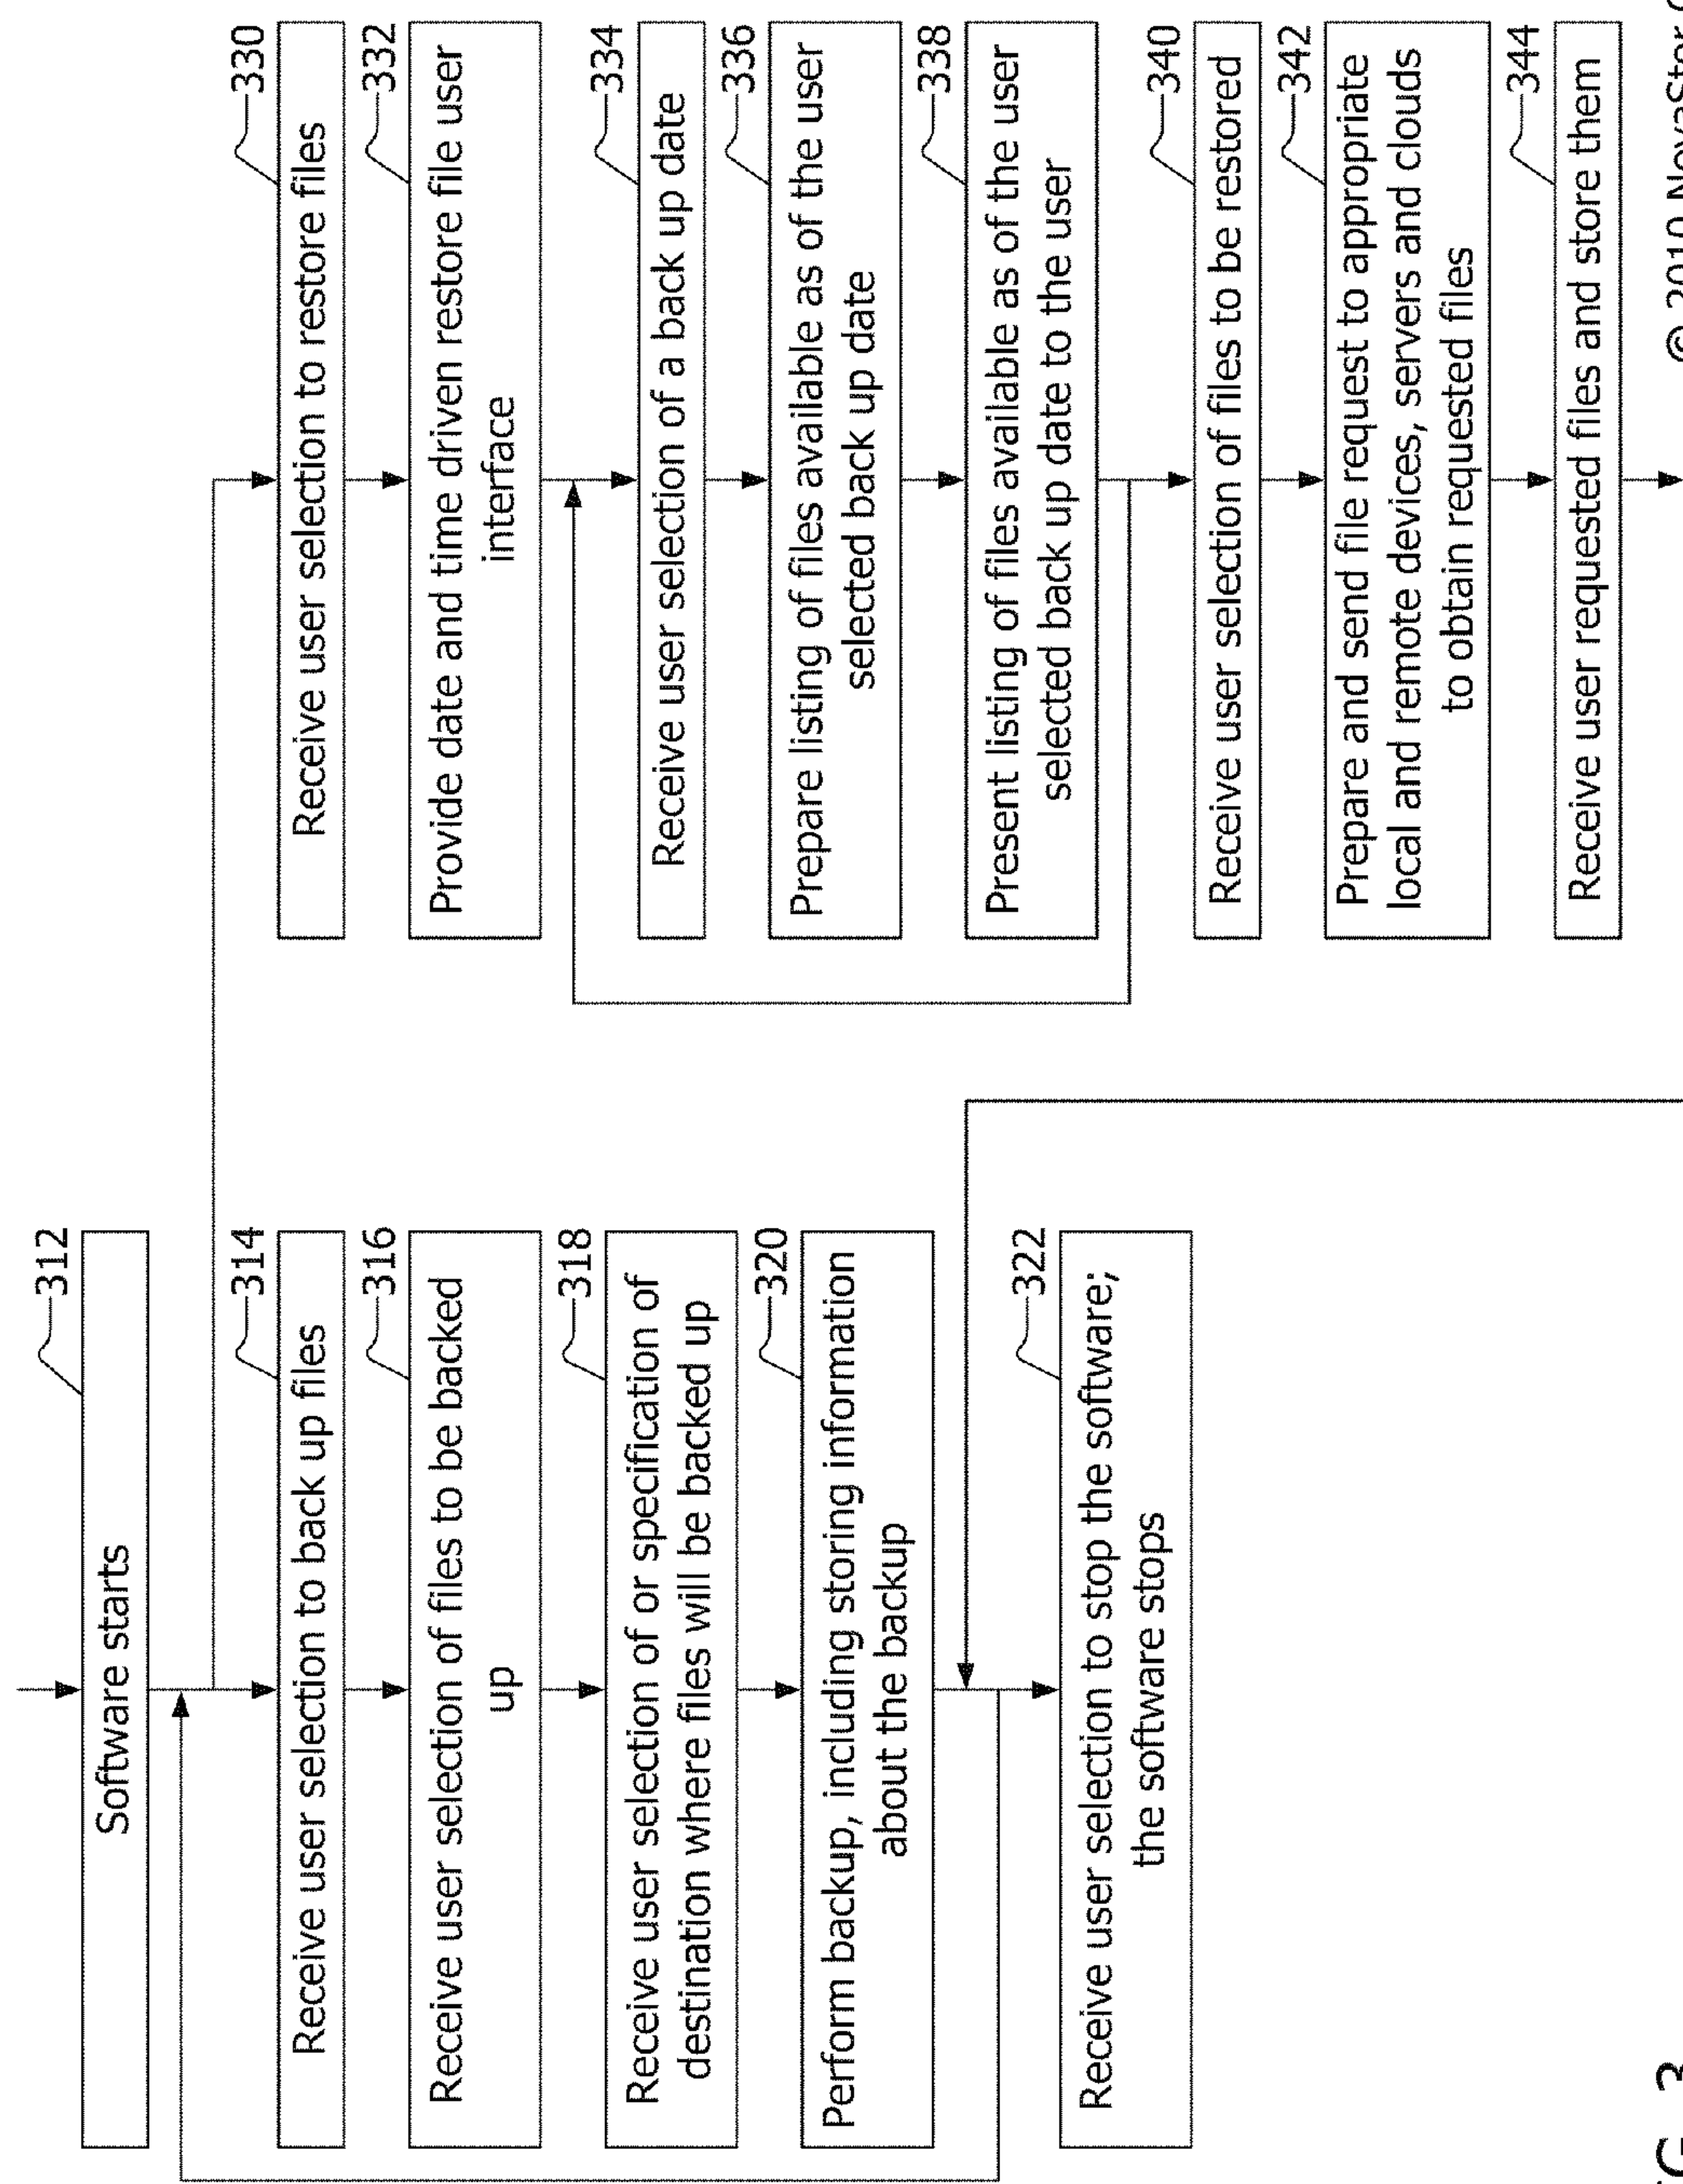 312
Software starts
314
Receive user selection to back up files
316
Receive user selection of files to be backed
up
318
Receive user selection of or specification of
destination where files will be backed up
320
Perform backup, including storing information
about the backup
322
Receive user selection to stop the software;
the software stops
330
Receive user selection to restore files
332
Provide date and time driven restore file user
interface
334
Receive user selection of a back up date
336
Prepare listing of files available as of the user
selected back up date
338
Present listing of files available as of the user
selected back up date to the user
340
Receive user selection of files to be restored
342
Prepare and send file request to appropriate
local and remote devices, servers and clouds
to obtain requested files
344
Receive user requested files and store them
© 2010 NovaStor
3